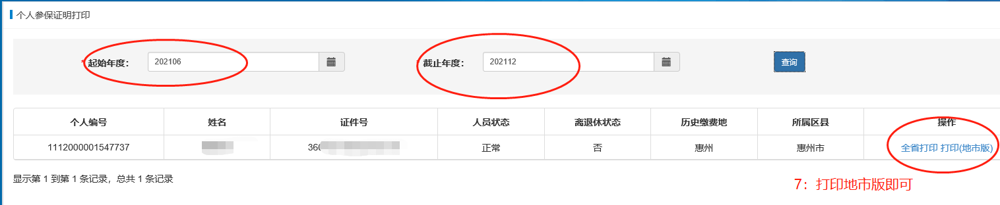 个人参保证明打印
* 起始年度： 202106 * 截止年度： 202112 查询
个人编号 姓名 证件号 人员状态 离退休状态 历史缴费地 所属区县 操作
1112000001547737 360 正常 否 惠州 惠州市 全省打印 打印(地市版)
显示第 1 到第 1 条记录，总共 1 条记录
7：打印地市版即可